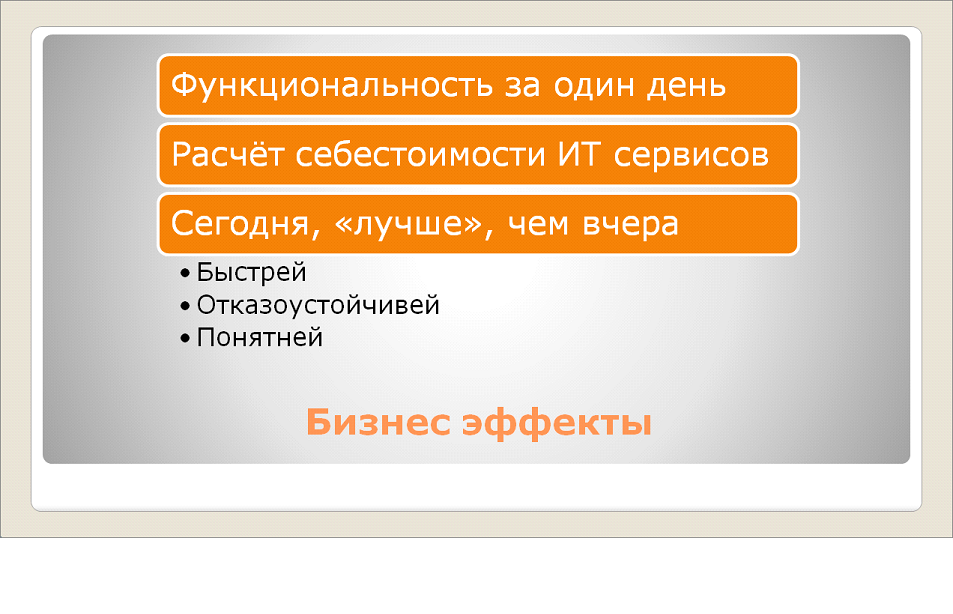 Функциональность за один день
Расчёт себестоимости ИТ сервисов
Сегодня, «лучше», чем вчера
• Быстрей
• Отказоустойчивей
• Понятней
Бизнес эффекты